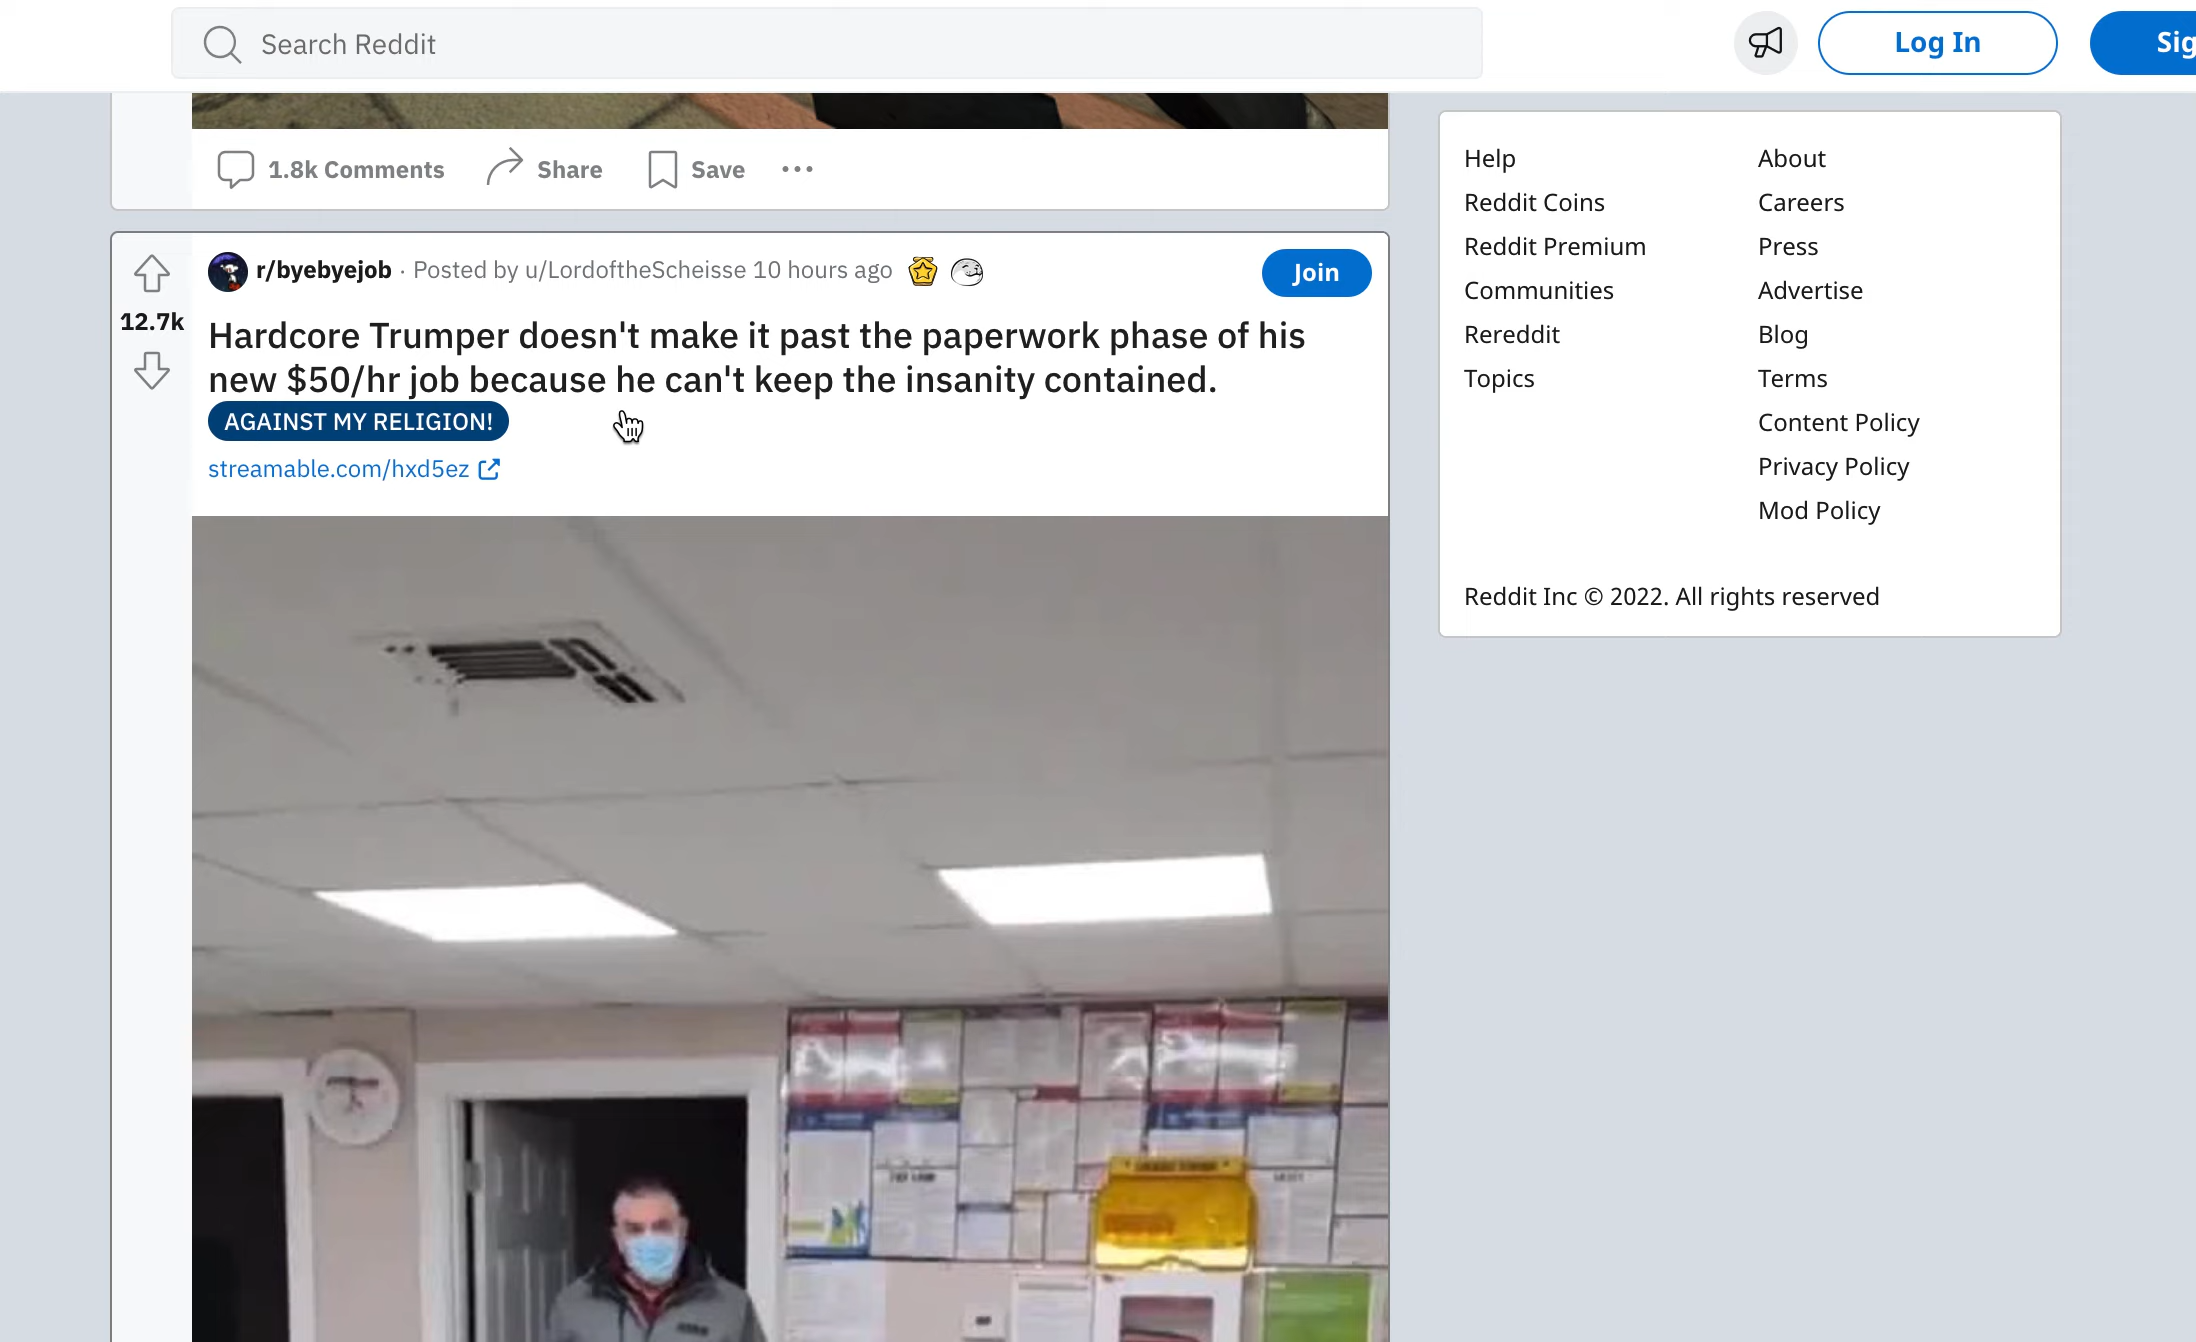 Search Reddit
Log In
Sig
1.8k Comments
Share
Save
r/byebyejob · Posted by u/LordoftheScheisse 10 hours ago
Join
12.7k
Hardcore Trumper doesn't make it past the paperwork phase of his
new $50/hr job because he can't keep the insanity contained.
AGAINST MY RELIGION!
streamable.com/hxd5ez
Help
About
Reddit Coins
Careers
Reddit Premium
Press
Communities
Advertise
Rereddit
Blog
Topics
Terms
Content Policy
Privacy Policy
Mod Policy
Reddit Inc © 2022. All rights reserved